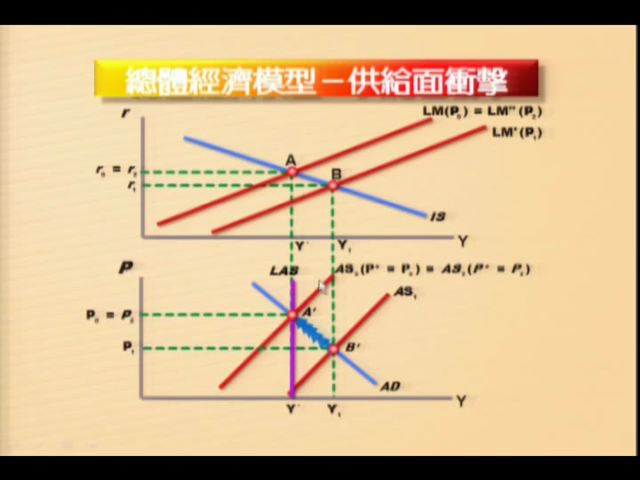 總體經濟模型－供給面衝擊
r
LM(P₀) = LM"(P₂)
LM'(P₁)
A
r₀ = r₂
B
r₁
IS
Y*
Y₁
Y
P
LAS
AS₀(Pᵉ = P₀) = AS₂(Pᵉ = P₂)
AS₁
P₀ = P₂
A'
P₁
B'
AD
Y*
Y₁
Y